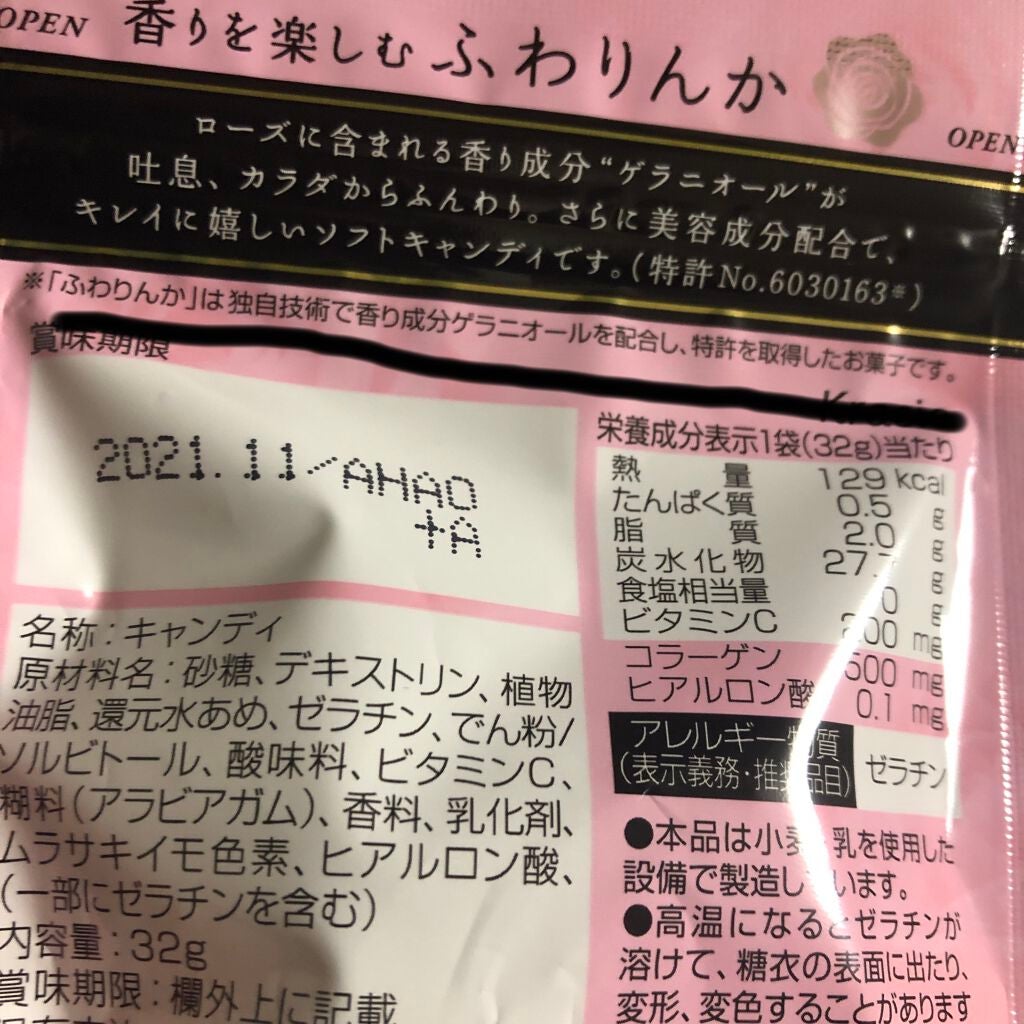 OPEN 香りを楽しむ ふわりんか
OPEN
ローズに含まれる香り成分“ゲラニオール”が
吐息、カラダからふんわり。さらに美容成分配合で、
キレイに嬉しいソフトキャンディです。(特許No.6030163※)
※「ふわりんか」は独自技術で香り成分ゲラニオールを配合し、特許を取得したお菓子です。
賞味期限
2021.11/AHAO
+A
名称:キャンディ
原材料名:砂糖、デキストリン、植物
油脂、還元水あめ、ゼラチン、でん粉/
ソルビトール、酸味料、ビタミンC、
糊料(アラビアガム)、香料、乳化剤、
ムラサキイモ色素、ヒアルロン酸、
(一部にゼラチンを含む)
内容量:32g
賞味期限:欄外上に記載
栄養成分表示1袋(32g)当たり
熱量 129 kcal
たんぱく質 0.5 g
脂質 2.0 g
炭水化物 27. g
食塩相当量 0 g
ビタミンC 200 mg
コラーゲン 500 mg
ヒアルロン酸 0.1 mg
アレルギー物質
(表示義務・推奨品目) ゼラチン
●本品は小麦、乳を使用した
設備で製造しています。
●高温になるとゼラチンが
溶けて、糖衣の表面に出たり、
変形、変色することがあります